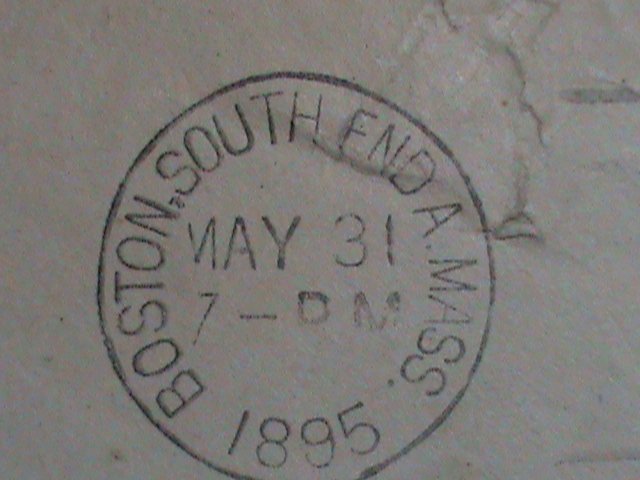 BOSTON, SOUTH END A. MASS.
MAY 31
7-PM
1895